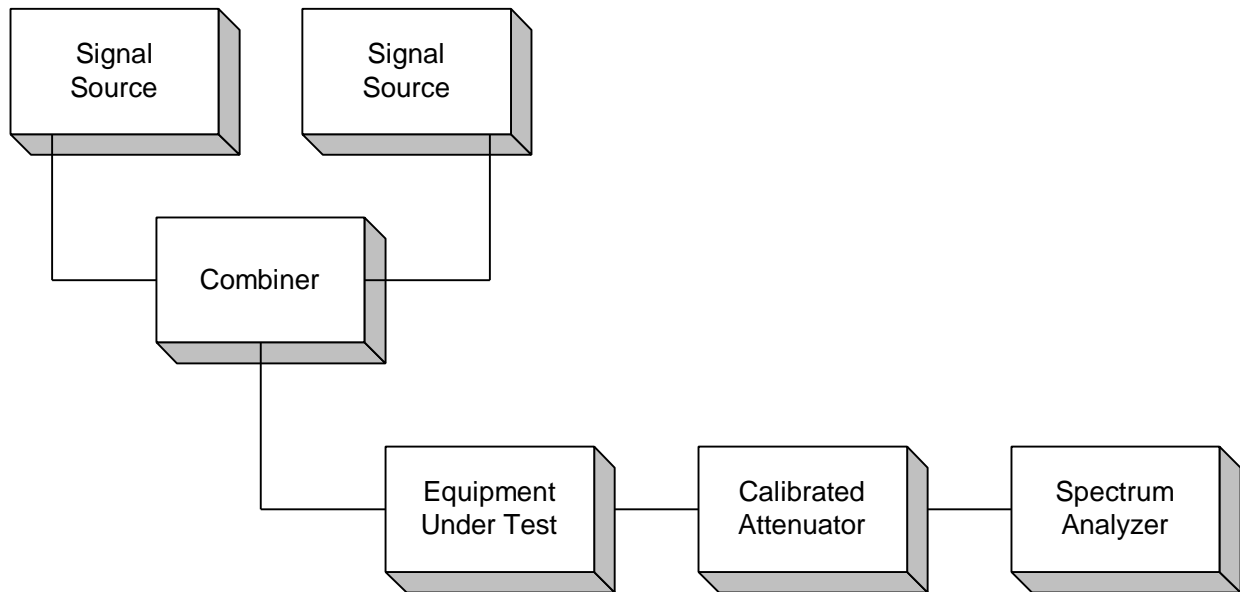 Signal
Source
Signal
Source
Combiner
Equipment
Under Test
Calibrated
Attenuator
Spectrum
Analyzer